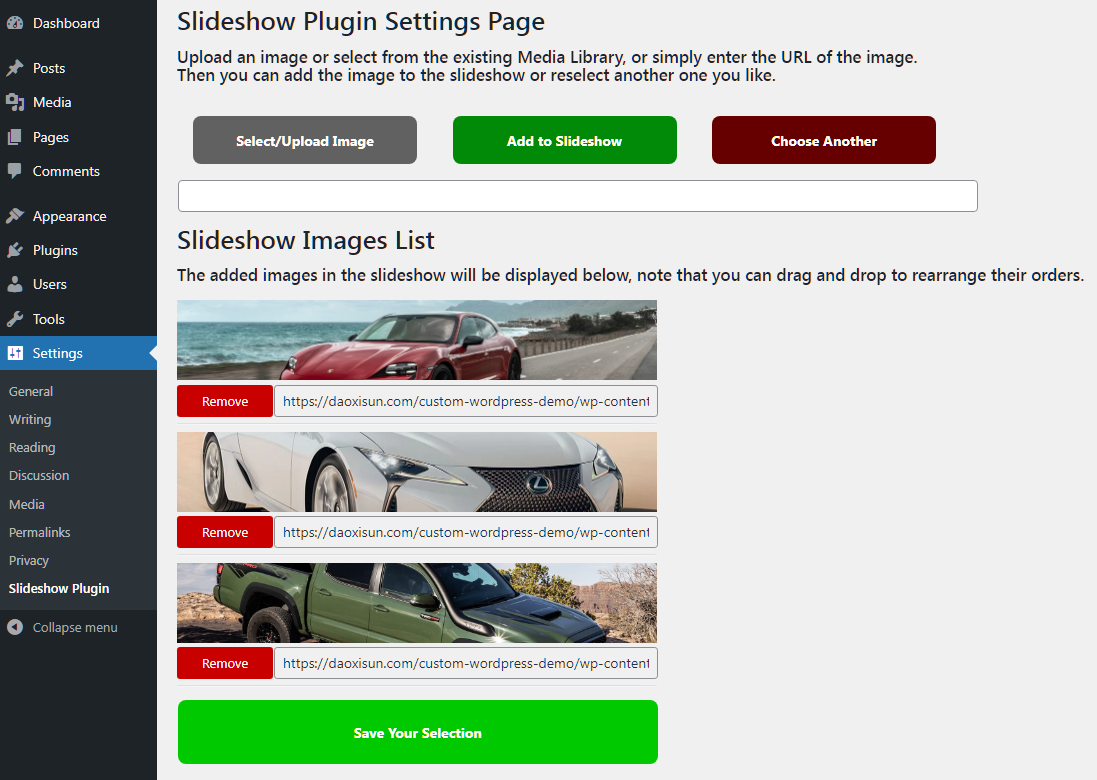 Dashboard
Posts
Media
Pages
Comments
Appearance
Plugins
Users
Tools
Settings
General
Writing
Reading
Discussion
Media
Permalinks
Privacy
Slideshow Plugin
Collapse menu
Slideshow Plugin Settings Page
Upload an image or select from the existing Media Library, or simply enter the URL of the image.
Then you can add the image to the slideshow or reselect another one you like.
Select/Upload Image
Add to Slideshow
Choose Another
Slideshow Images List
The added images in the slideshow will be displayed below, note that you can drag and drop to rearrange their orders.
Remove
https://daoxisun.com/custom-wordpress-demo/wp-content
Remove
https://daoxisun.com/custom-wordpress-demo/wp-content
Remove
https://daoxisun.com/custom-wordpress-demo/wp-content
Save Your Selection